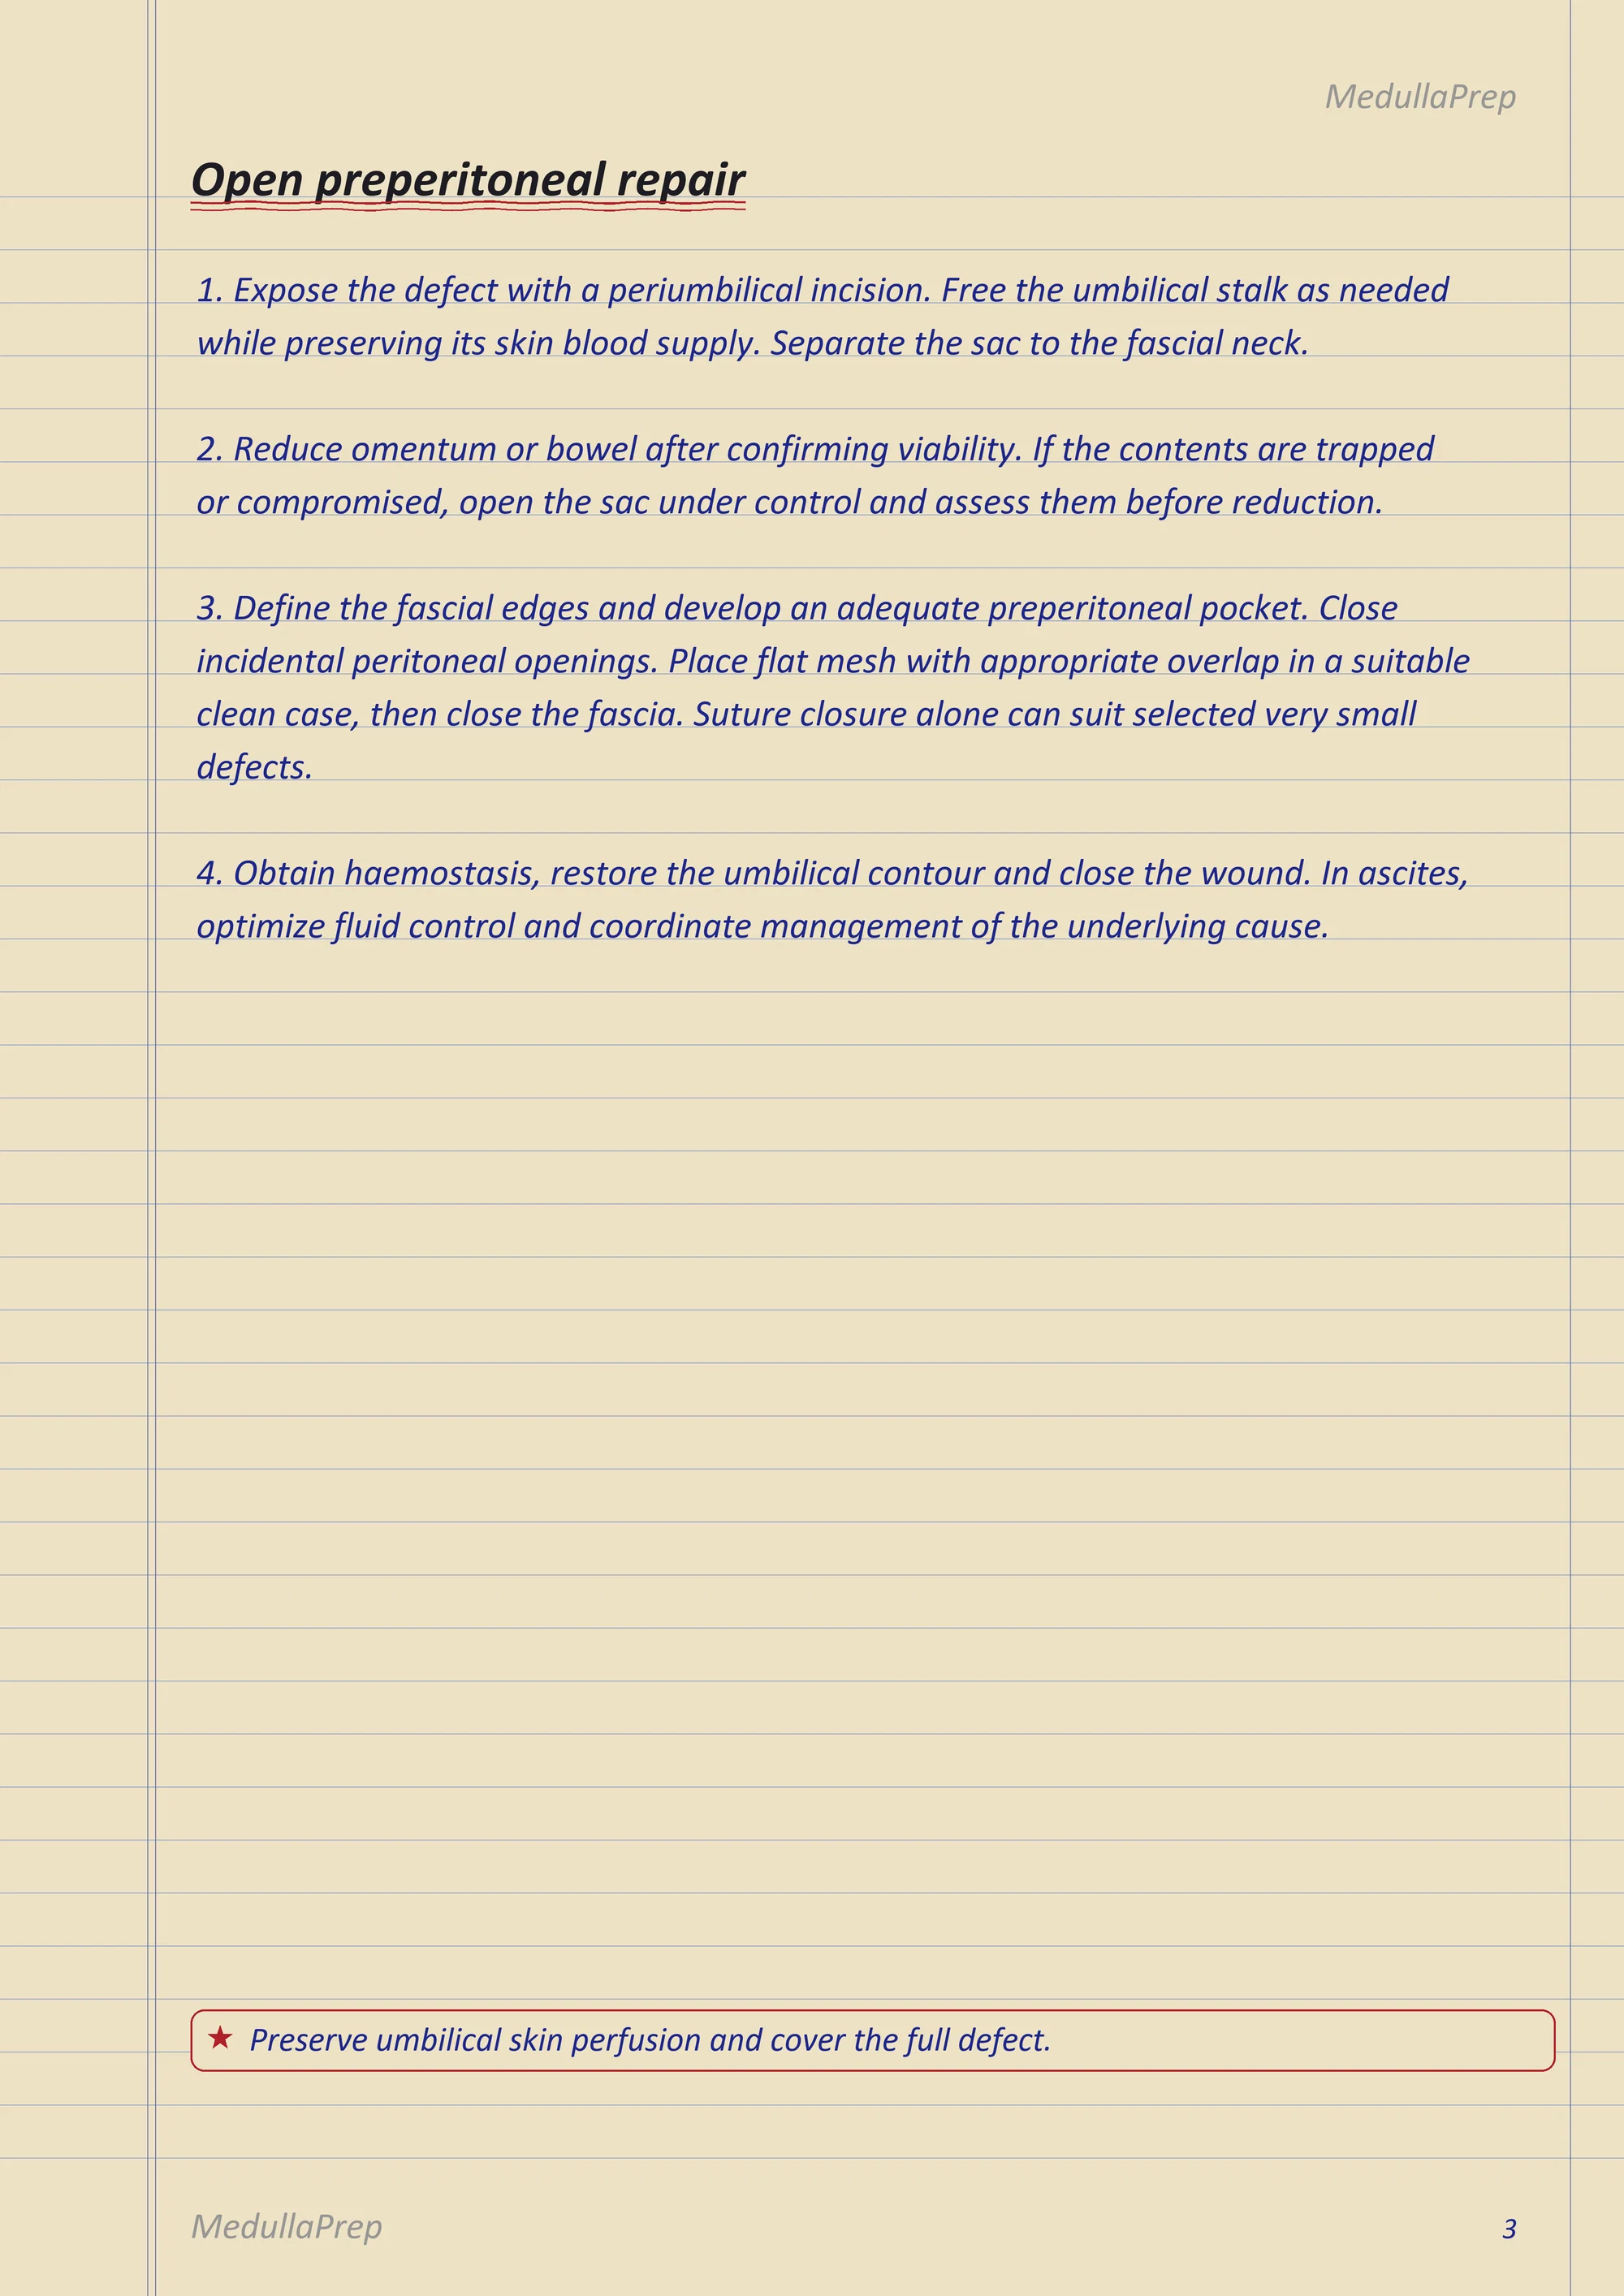 MedullaPrep
Open preperitoneal repair
1. Expose the defect with a periumbilical incision. Free the umbilical stalk as needed
while preserving its skin blood supply. Separate the sac to the fascial neck.
2. Reduce omentum or bowel after confirming viability. If the contents are trapped
or compromised, open the sac under control and assess them before reduction.
3. Define the fascial edges and develop an adequate preperitoneal pocket. Close
incidental peritoneal openings. Place flat mesh with appropriate overlap in a suitable
clean case, then close the fascia. Suture closure alone can suit selected very small
defects.
4. Obtain haemostasis, restore the umbilical contour and close the wound. In ascites,
optimize fluid control and coordinate management of the underlying cause.
★ Preserve umbilical skin perfusion and cover the full defect.
MedullaPrep
3